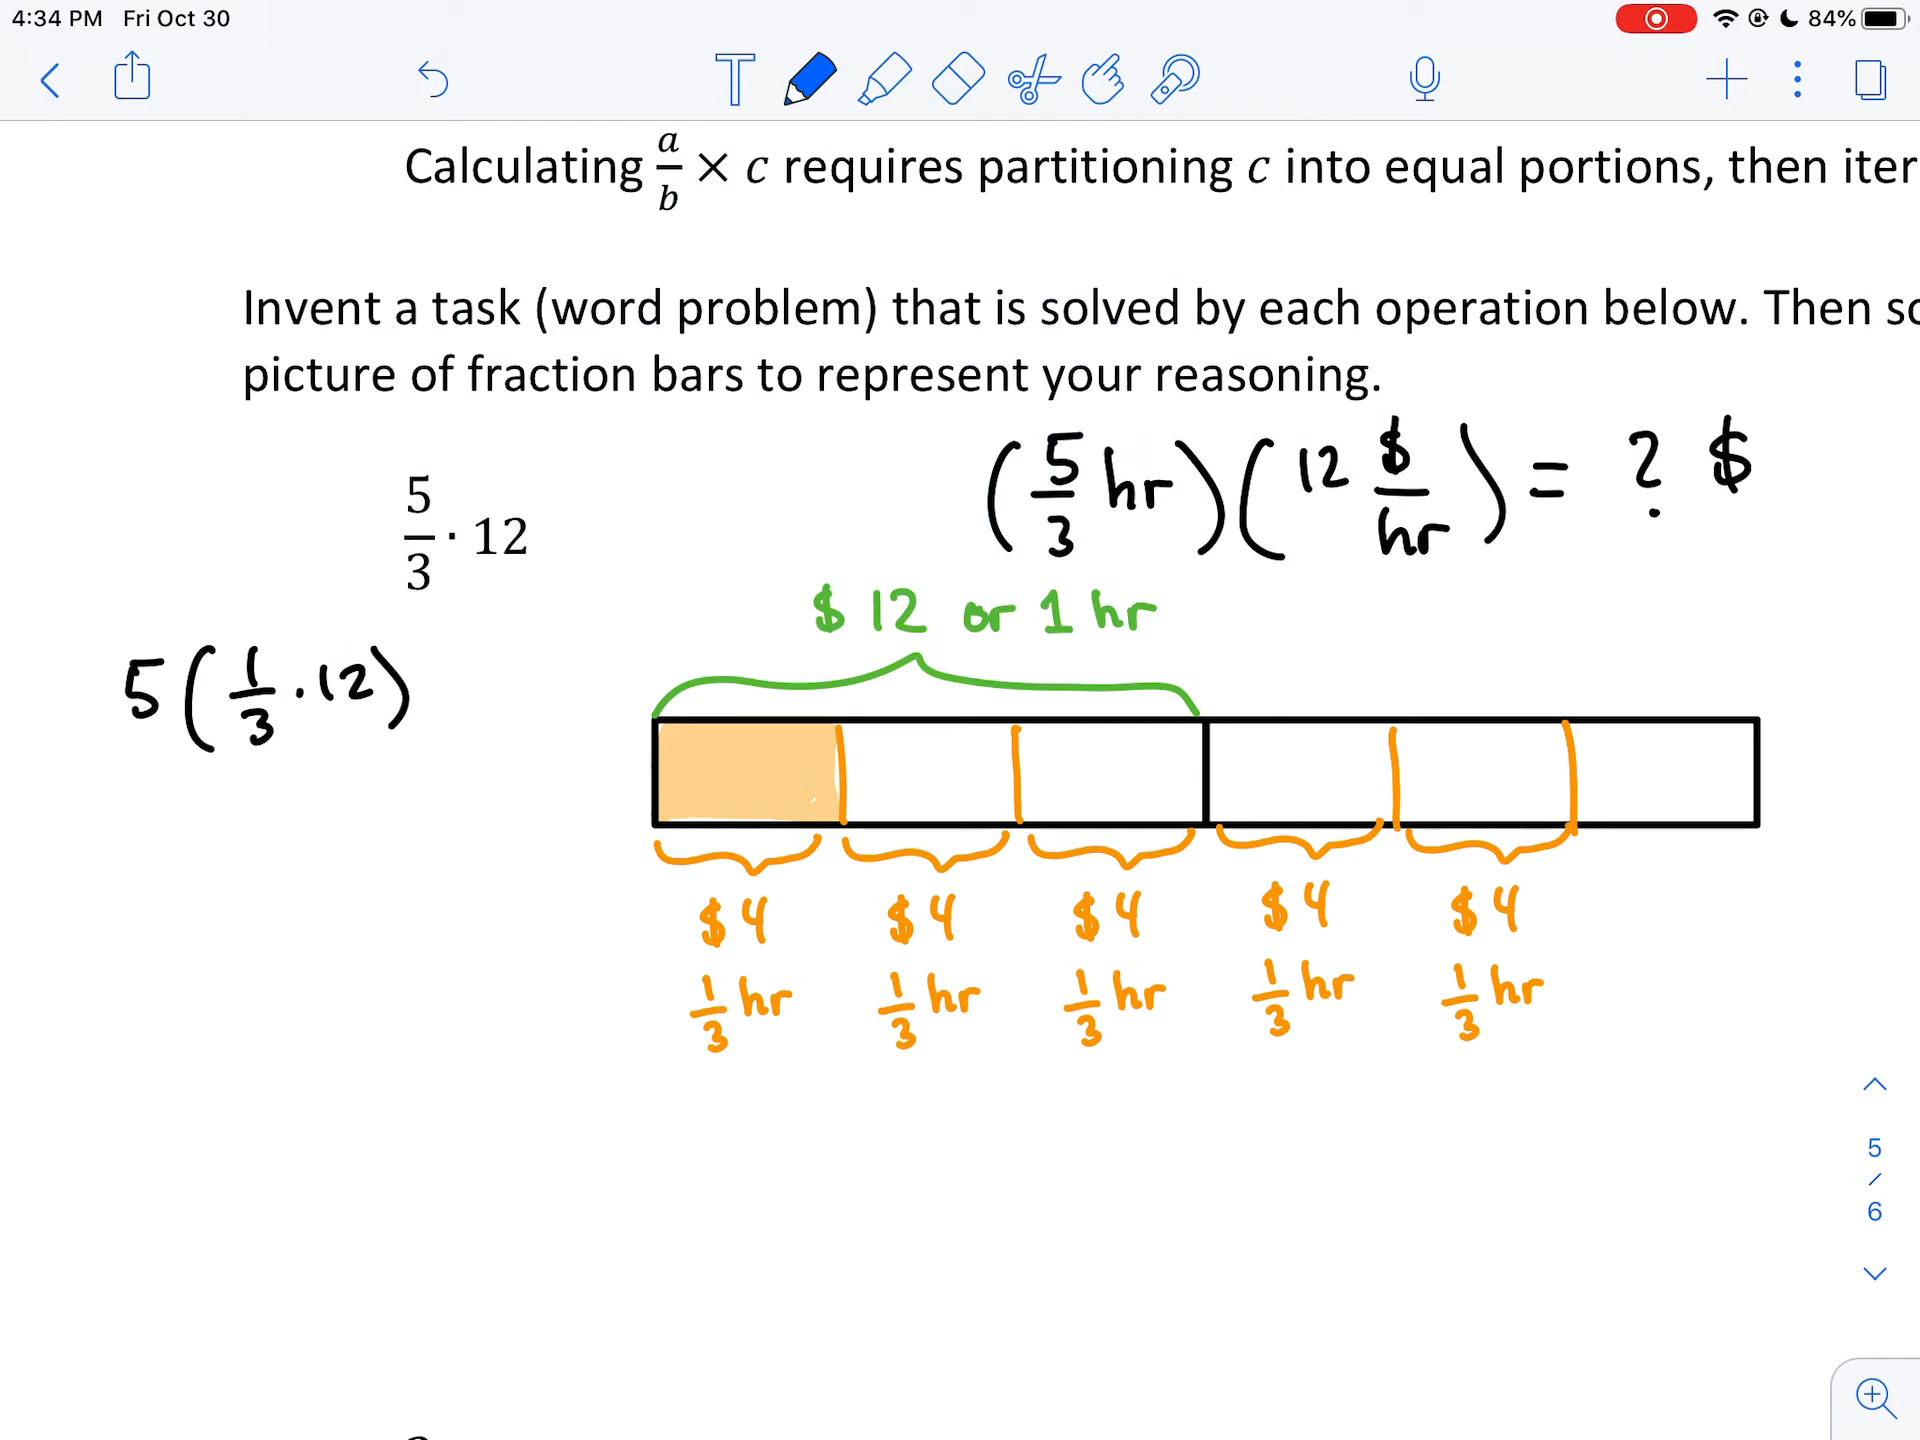 4:34 PM Fri Oct 30 84%
T
Calculating a/b × c requires partitioning c into equal portions, then iter
Invent a task (word problem) that is solved by each operation below. Then so
picture of fraction bars to represent your reasoning.
(5/3 hr)(12 $/hr) = ? $
5/3 · 12
$ 12 or 1 hr
5(1/3 · 12)
$4 $4 $4 $4 $4
1/3 hr 1/3 hr 1/3 hr 1/3 hr 1/3 hr
5
/
6